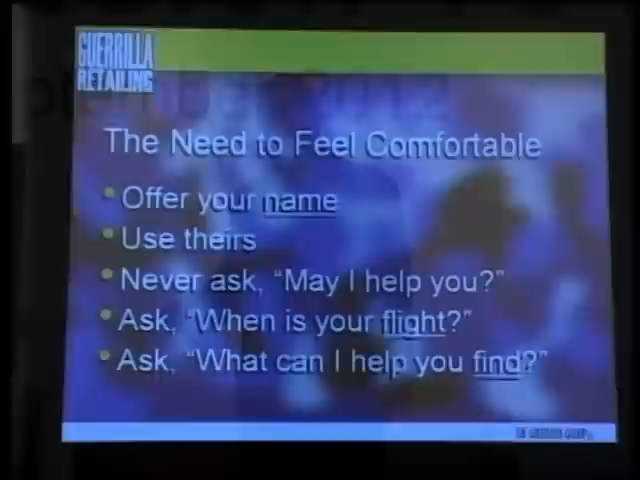 GUERRILLA
RETAILING
The Need to Feel Comfortable
• Offer your name
• Use theirs
• Never ask, “May I help you?”
• Ask, “When is your flight?”
• Ask, “What can I help you find?”